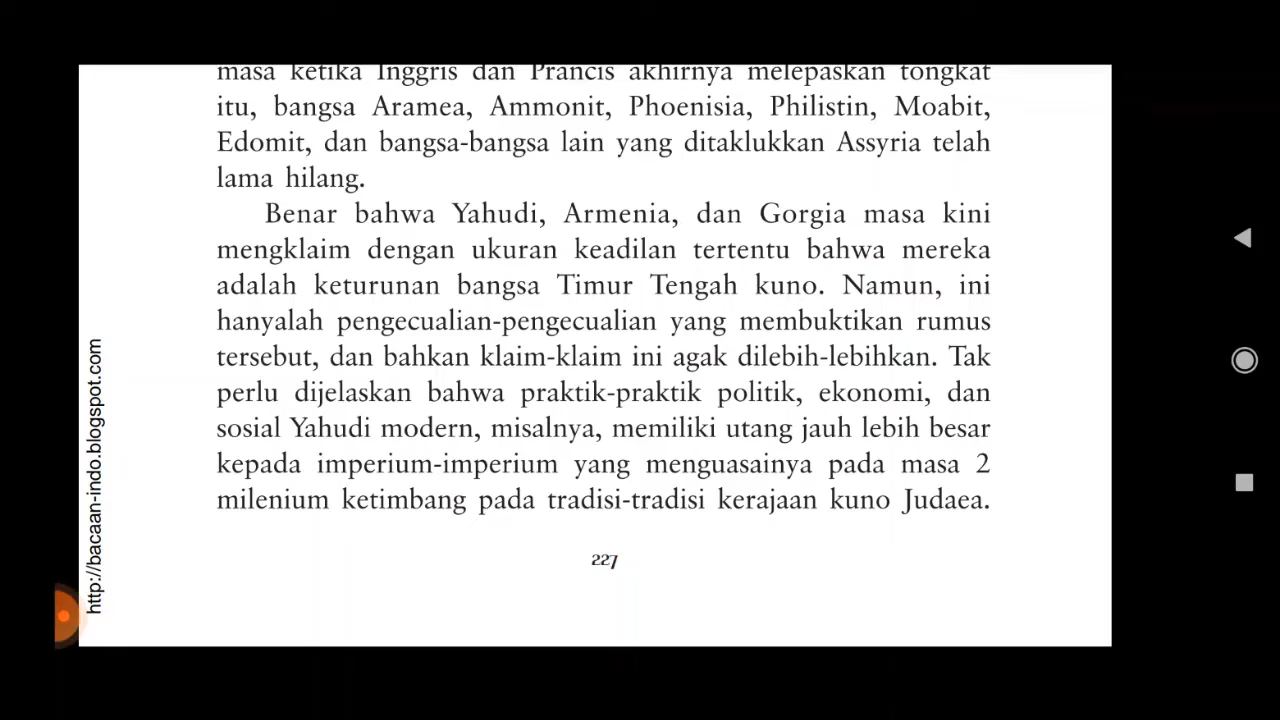 masa ketika Inggris dan Prancis akhirnya melepaskan tongkat
itu, bangsa Aramea, Ammonit, Phoenisia, Philistin, Moabit,
Edomit, dan bangsa-bangsa lain yang ditaklukkan Assyria telah
lama hilang.
Benar bahwa Yahudi, Armenia, dan Gorgia masa kini
mengklaim dengan ukuran keadilan tertentu bahwa mereka
adalah keturunan bangsa Timur Tengah kuno. Namun, ini
hanyalah pengecualian-pengecualian yang membuktikan rumus
tersebut, dan bahkan klaim-klaim ini agak dilebih-lebihkan. Tak
perlu dijelaskan bahwa praktik-praktik politik, ekonomi, dan
sosial Yahudi modern, misalnya, memiliki utang jauh lebih besar
kepada imperium-imperium yang menguasainya pada masa 2
milenium ketimbang pada tradisi-tradisi kerajaan kuno Judaea.
227
http://bacaan-indo.blogspot.com